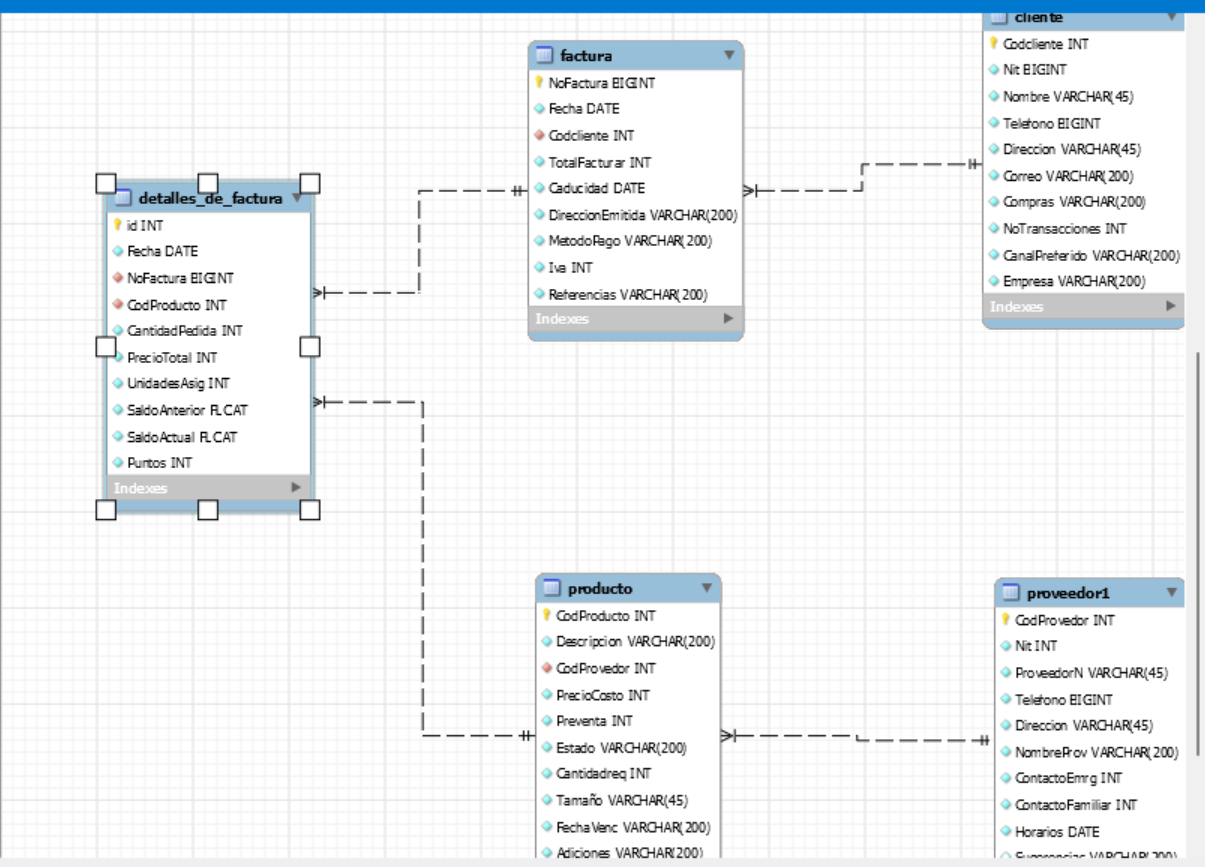 cliente
Codcliente INT
Nit BIGINT
Nombre VARCHAR(45)
Telefono BIGINT
Direccion VARCHAR(45)
Correo VARCHAR(200)
Compras VARCHAR(200)
NoTransacciones INT
CanalPreferido VARCHAR(200)
Empresa VARCHAR(200)
Indexes
factura
NoFactura BIGINT
Fecha DATE
Codcliente INT
TotalFacturar INT
Caducidad DATE
DireccionEmitida VARCHAR(200)
MetodoPago VARCHAR(200)
Iva INT
Referencias VARCHAR(200)
Indexes
detalles_de_factura
id INT
Fecha DATE
NoFactura BIGINT
CodProducto INT
CantidadPedida INT
PrecioTotal INT
UnidadesAsig INT
SaldoAnterior FLOAT
SaldoActual FLOAT
Puntos INT
Indexes
producto
CodProducto INT
Descripcion VARCHAR(200)
CodProvedor INT
PrecioCosto INT
Preventa INT
Estado VARCHAR(200)
Cantidadreq INT
Tamaño VARCHAR(45)
FechaVenc VARCHAR(200)
Adiciones VARCHAR(200)
proveedor1
CodProvedor INT
Nit INT
ProveedorN VARCHAR(45)
Telefono BIGINT
Direccion VARCHAR(45)
NombreProv VARCHAR(200)
ContactoEmrg INT
ContactoFamiliar INT
Horarios DATE
Sugerencias VARCHAR(200)